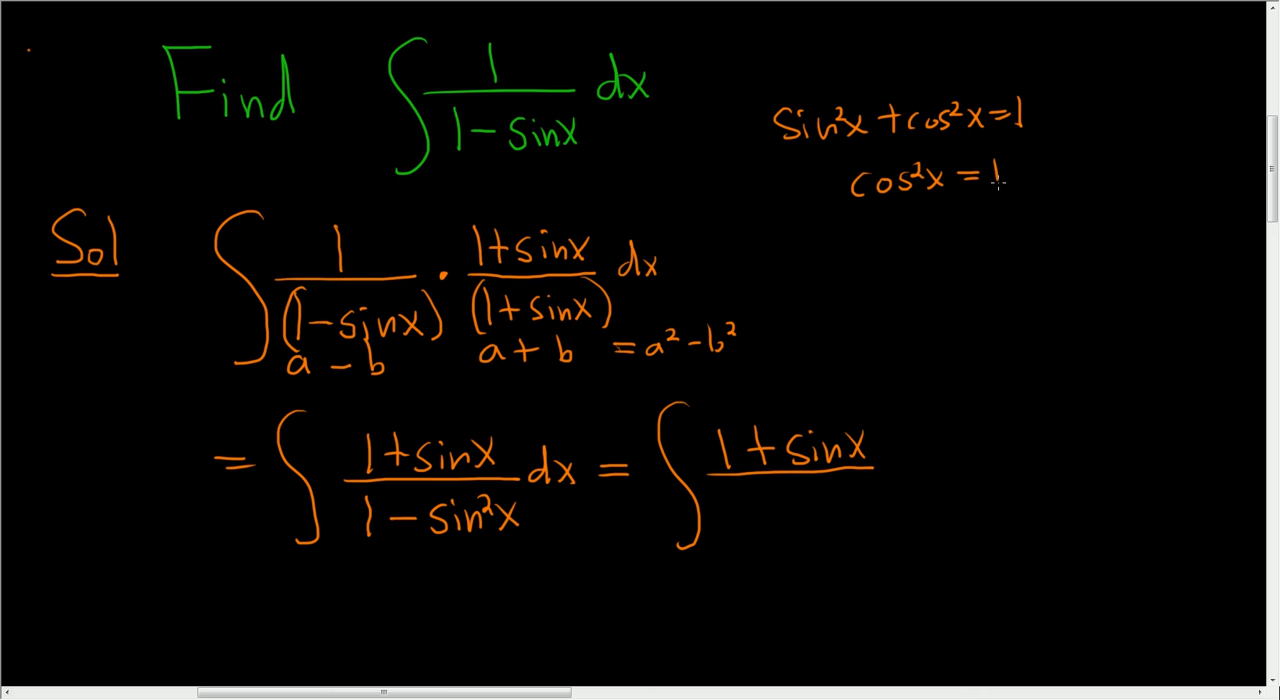 Find ∫ 1/(1-sinx) dx
sin²x + cos²x = 1
cos²x = 1
Sol ∫ 1/(1-sinx) · (1+sinx)/(1+sinx) dx
a - b a + b = a² - b²
= ∫ (1+sinx)/(1-sin²x) dx = ∫ 1+sinx